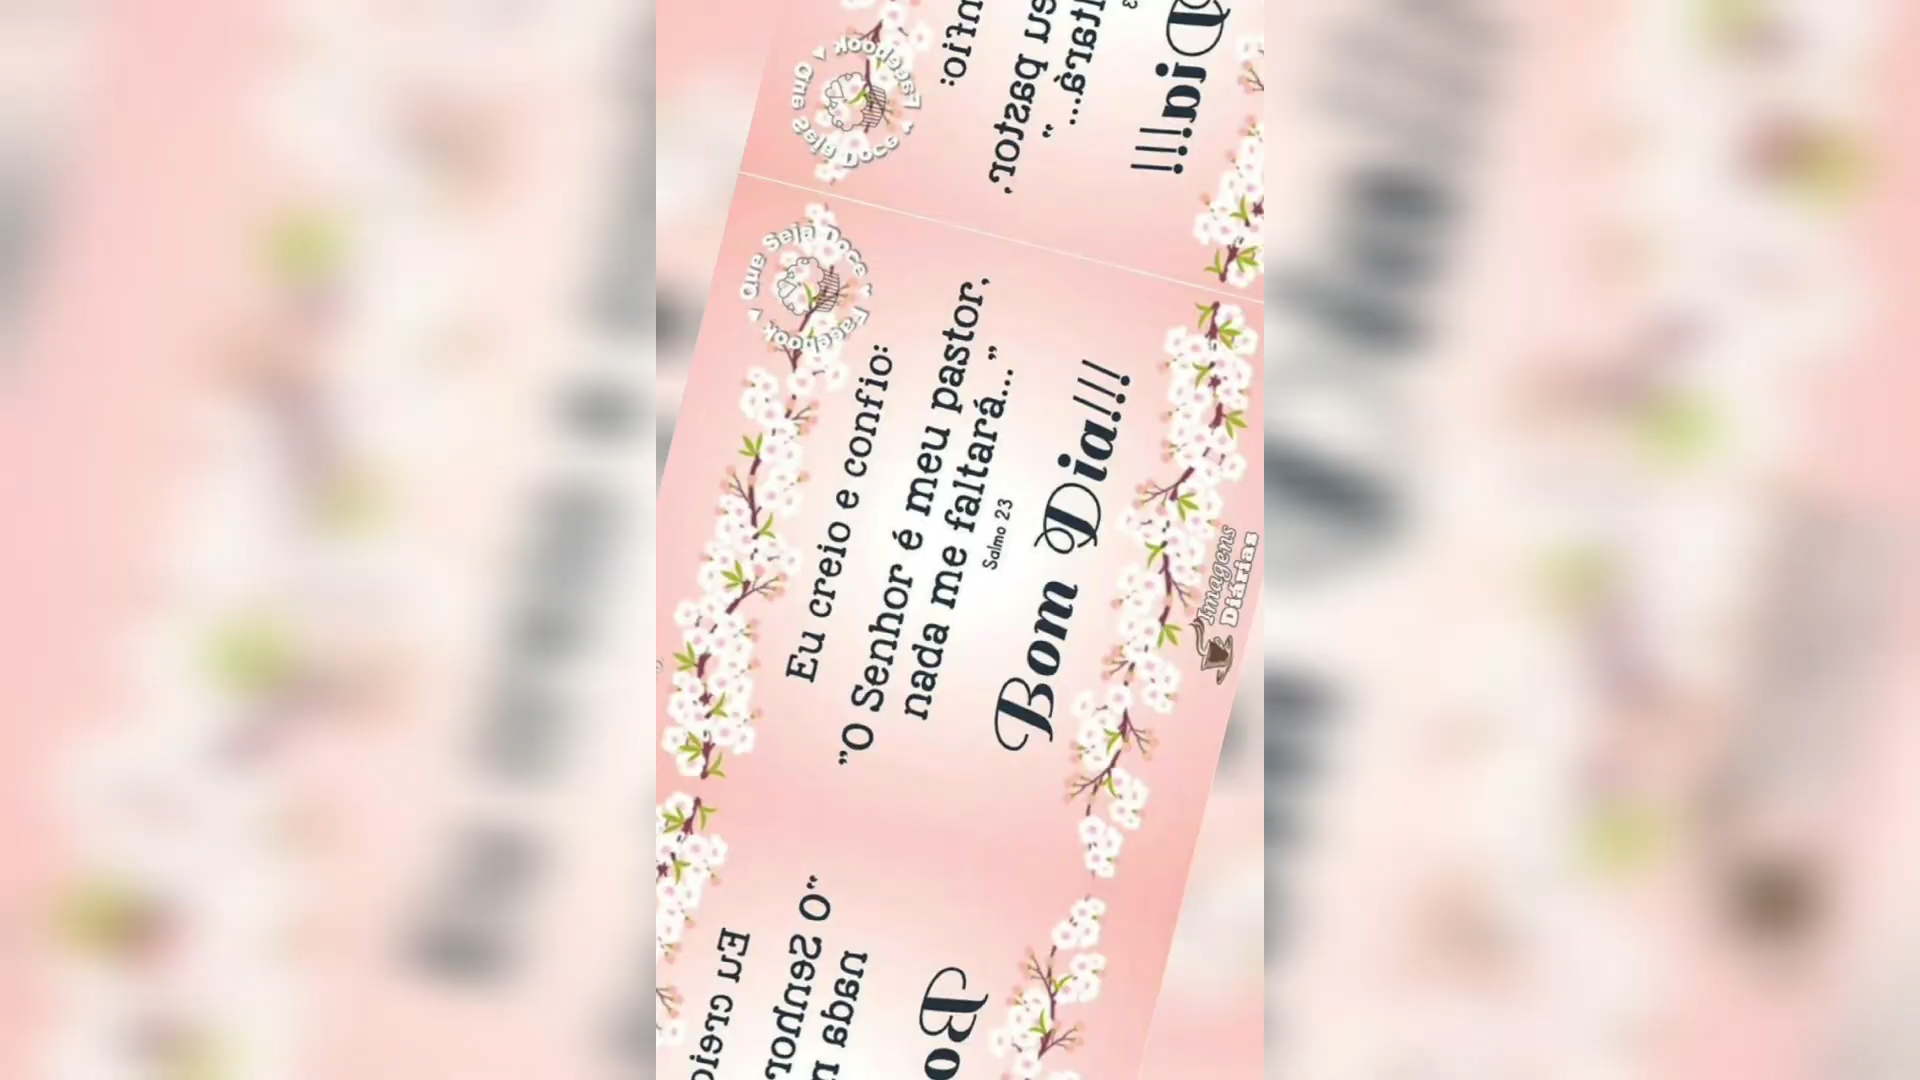 Que Seja Doce
Facebook
Eu creio e confio:
"O Senhor é meu pastor,
nada me faltará..."
Salmo 23
Bom Dia!!!
Imagens
Diárias